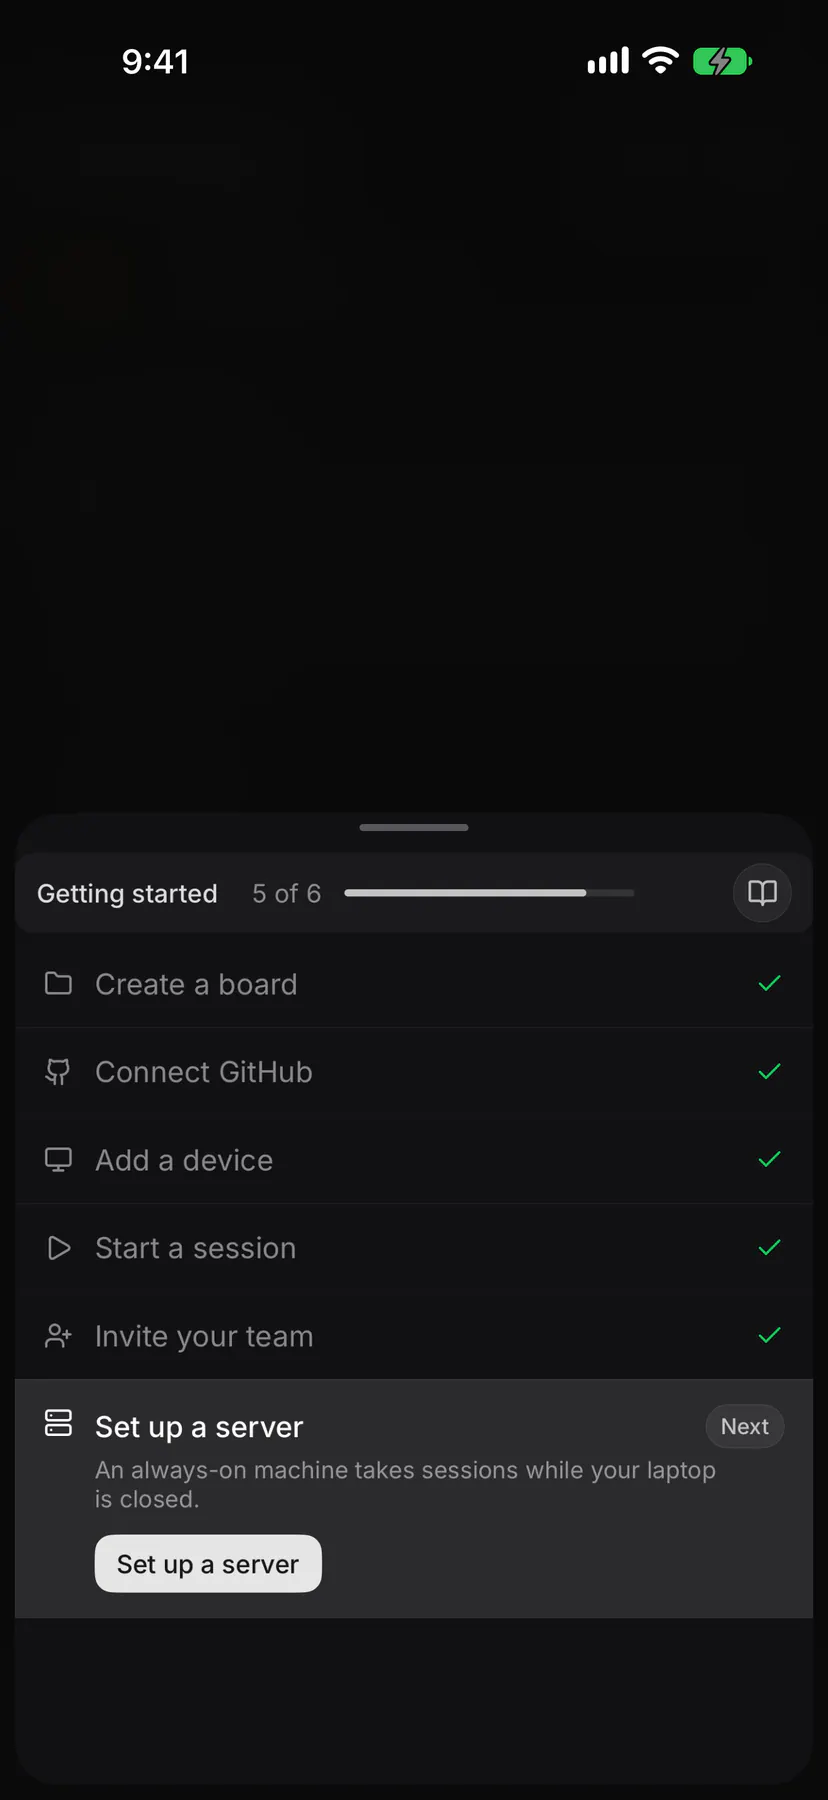 9:41
Getting started 5 of 6
Create a board
Connect GitHub
Add a device
Start a session
Invite your team
Set up a server Next
An always-on machine takes sessions while your laptop
is closed.
Set up a server